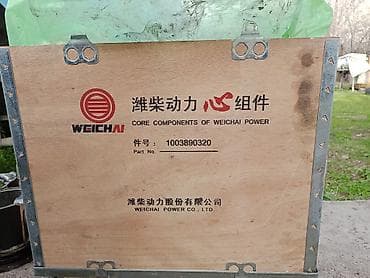 WEICHAI
潍柴动力心组件
CORE COMPONENTS OF WEICHAI POWER
件号: 1003890320
Part No.
潍柴动力股份有限公司
WEICHAI POWER CO., LTD.